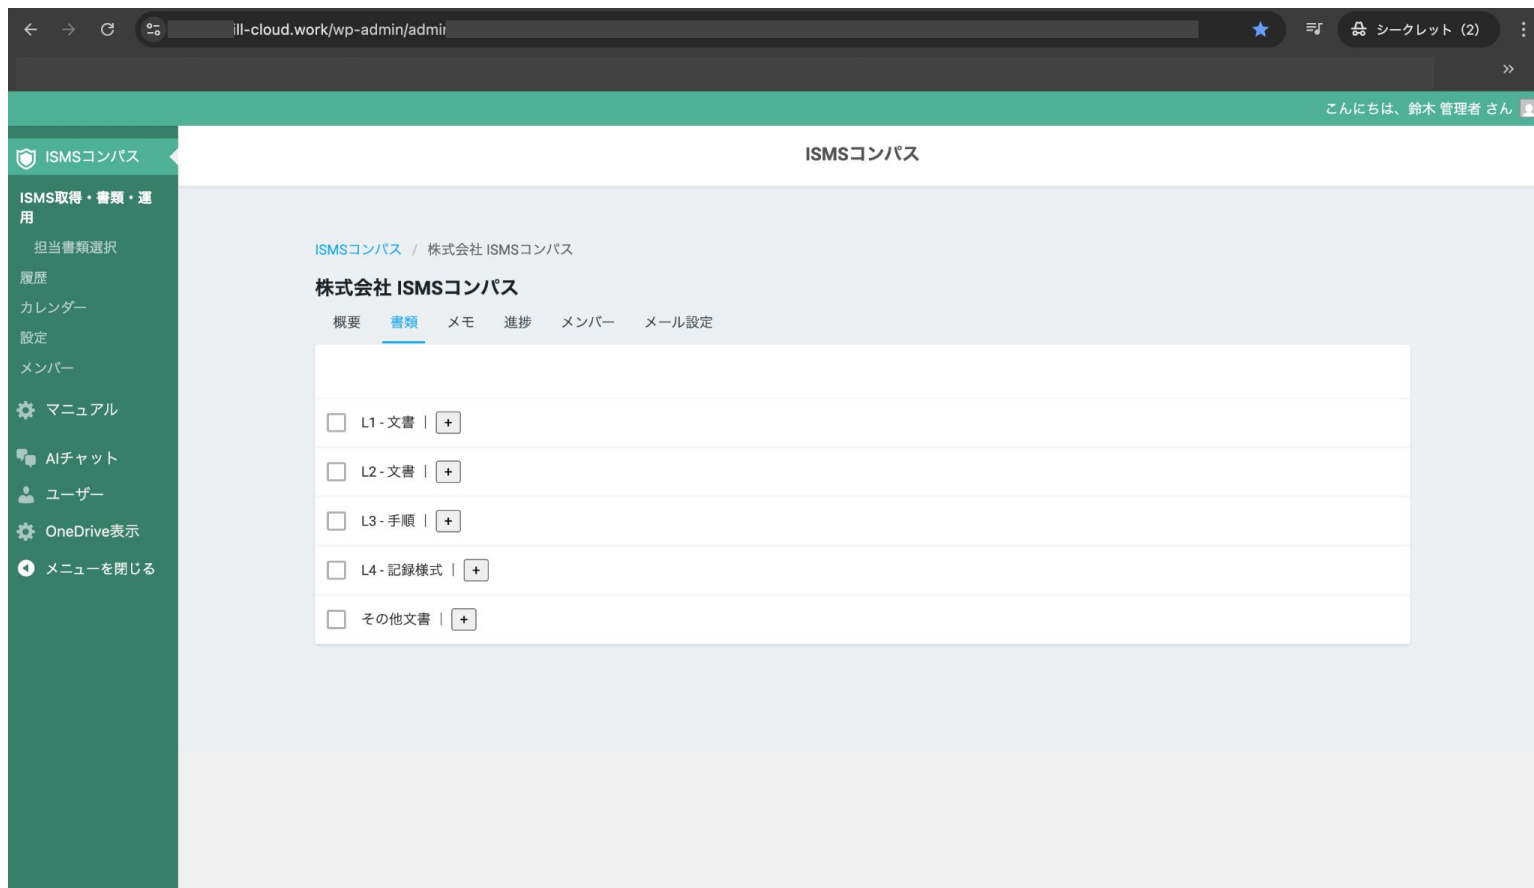 ill-cloud.work/wp-admin/admin
シークレット (2)
こんにちは、鈴木 管理者 さん
ISMSコンパス
ISMSコンパス
ISMS取得・書類・運
用
担当書類選択
履歴
カレンダー
設定
メンバー
マニュアル
AIチャット
ユーザー
OneDrive表示
メニューを閉じる
ISMSコンパス / 株式会社 ISMSコンパス
株式会社 ISMSコンパス
概要 書類 メモ 進捗 メンバー メール設定
L1 - 文書 | +
L2 - 文書 | +
L3 - 手順 | +
L4 - 記録様式 | +
その他文書 | +